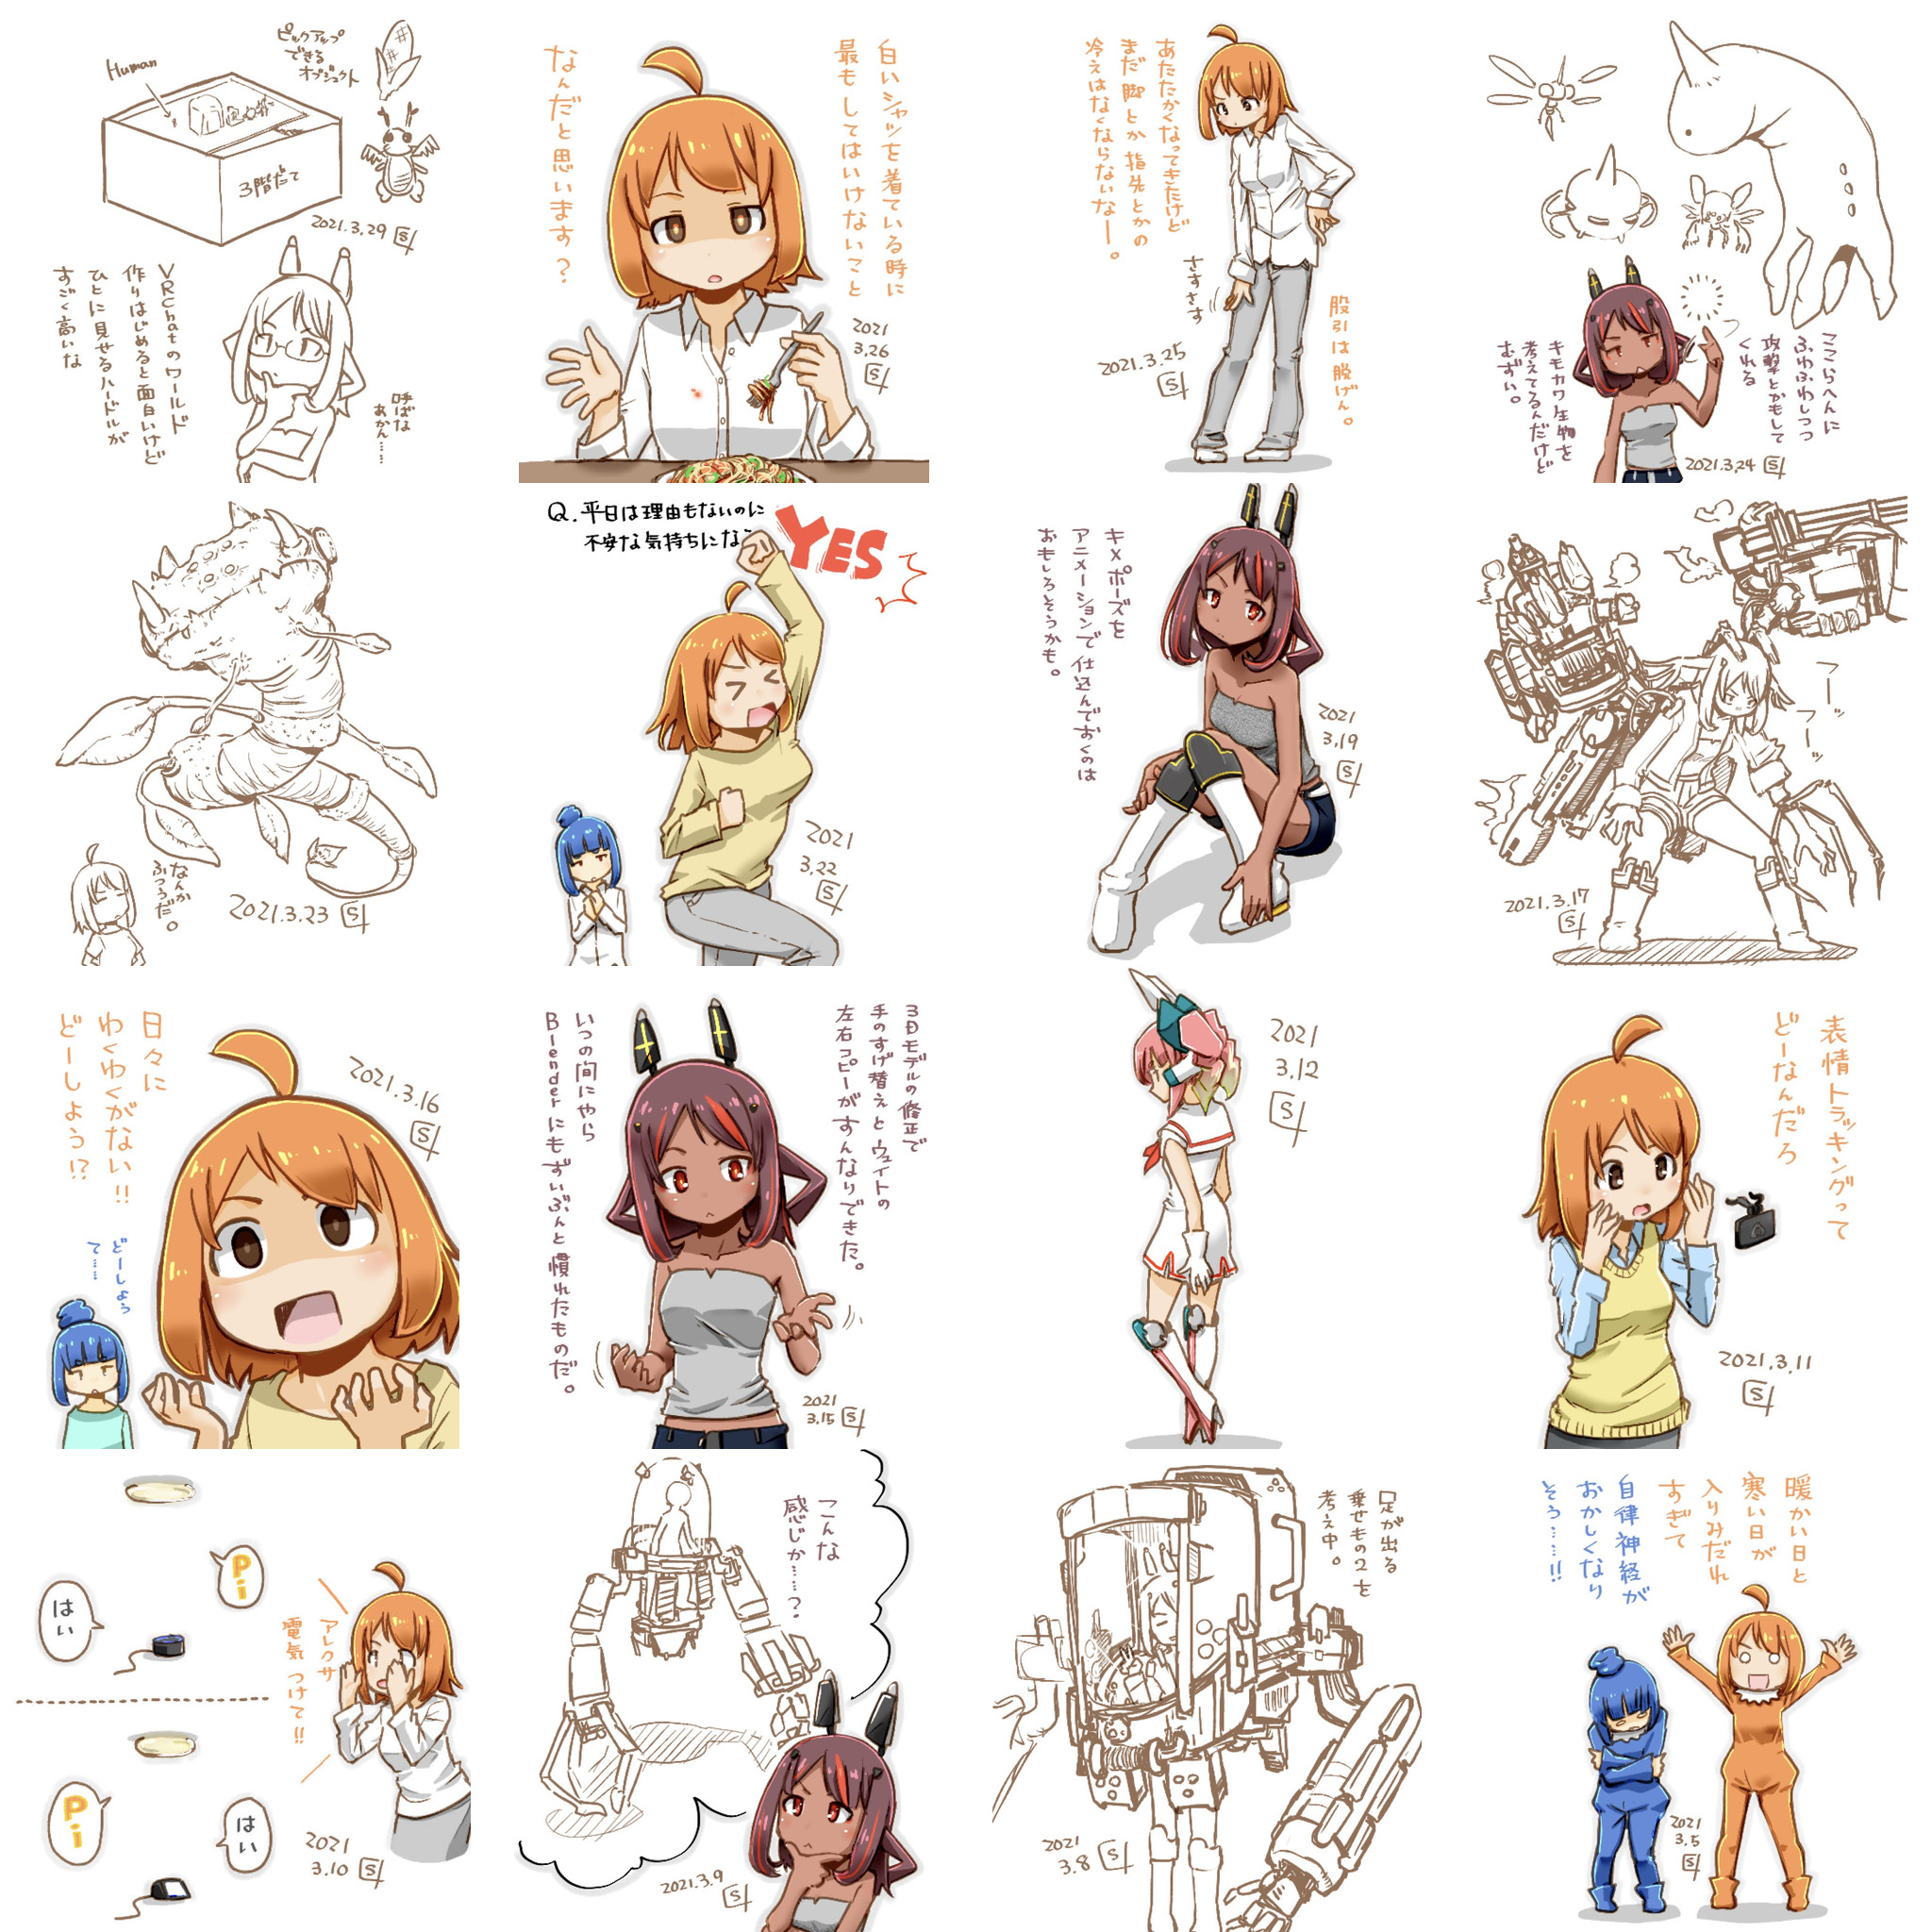 Human
ピックアップ
できる
オブジェクト
3階だて
2021.3.29
VRChatのワールド
作りはじめると面白いけど
ひとに見せるハードルが
すごく高いな
呼ばな
あかん……
白いシャツを着ている時に
最もしてはいけないこと
なんだと思います？
2021
3.26
あたたかくなってきたけど
まだ脚とか指先とかの
冷えはなくならないなー。
さすさす
股引は脱げん。
2021.3.25
ここらへんに
ふわふわしつつ
攻撃とかもして
くれる
キモカワ生物を
考えてるんだけど
むずい。
2021.3.24
なんか
ふつうだ。
2021.3.23
Q.平日は理由もないのに
不安な気持ちにな
YES
2021
3.22
キメポーズを
アニメーションで仕込んでおくのは
おもしろそうかも。
2021
3.19
フーッ
フーッ
2021.3.17
日々に
わくわくがない!!
どーしよう!?
2021.3.16
どーしよう
て……
3Dモデルの修正で
手のすげ替えとウェイトの
左右コピーがすんなりできた。
いつの間にやら
Blenderにもずいぶんと慣れたものだ。
2021
3.15
2021
3.12
表情トラッキングって
どーなんだろ
2021.3.11
Pi
はい
アレクサ
電気つけて!!
Pi
はい
2021
3.10
こんな
感じか……？
2021.3.9
足が出る
乗せもの2を
考え中。
2021
3.8
暖かい日と
寒い日が
入りみだれ
すぎて
自律神経が
おかしくなり
そう……!!
2021
3.5